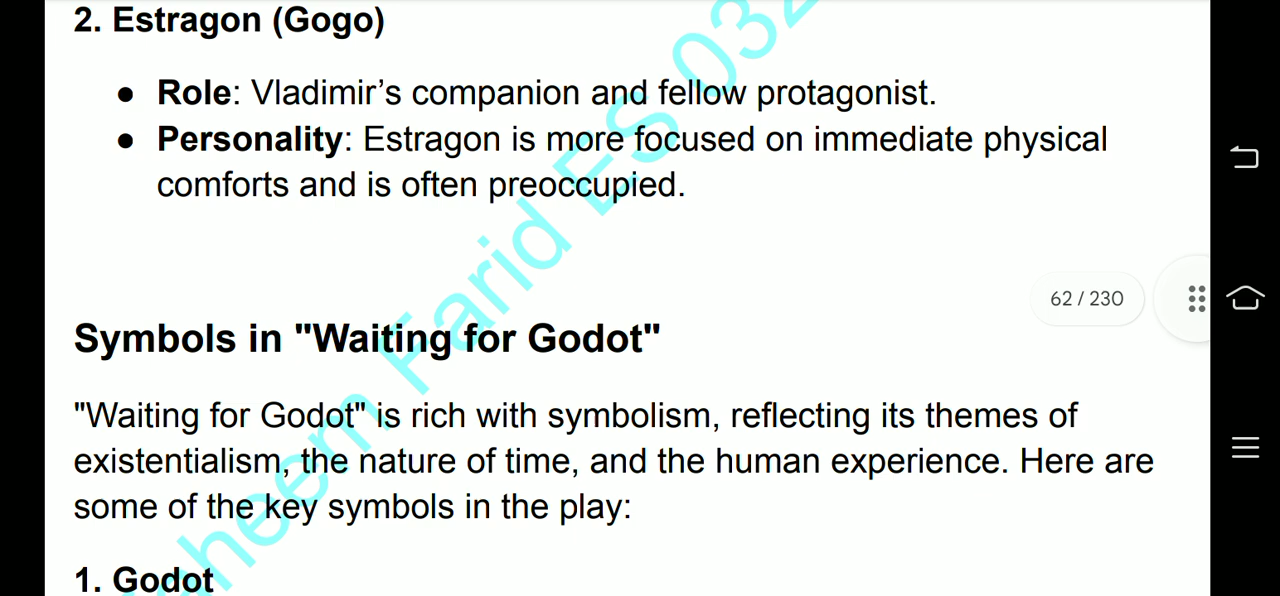 2. Estragon (Gogo)
● Role: Vladimir’s companion and fellow protagonist.
● Personality: Estragon is more focused on immediate physical
comforts and is often preoccupied.
62 / 230
Symbols in "Waiting for Godot"
"Waiting for Godot" is rich with symbolism, reflecting its themes of
existentialism, the nature of time, and the human experience. Here are
some of the key symbols in the play:
1. Godot
Farid ES